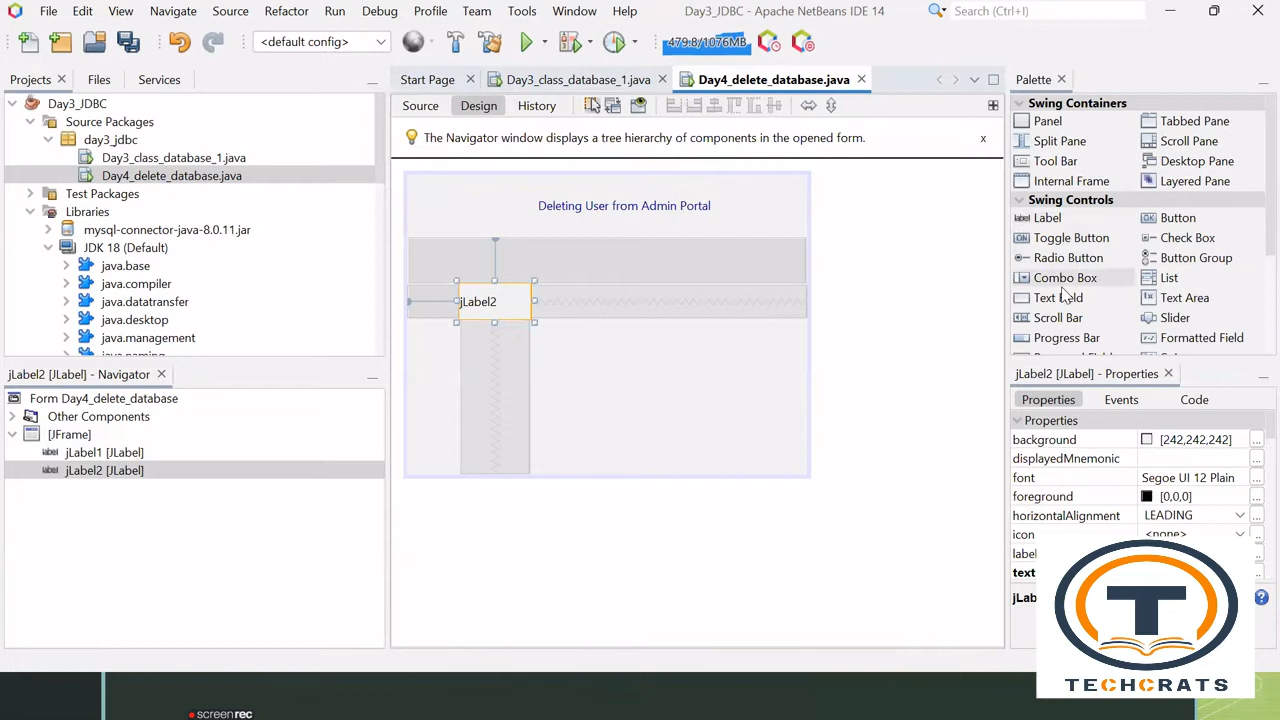 File Edit View Navigate Source Refactor Run Debug Profile Team Tools Window Help Day3_JDBC - Apache NetBeans IDE 14 Search (Ctrl+I)
<default config> 479.8/1076MB
Projects Files Services
Start Page Day3_class_database_1.java Day4_delete_database.java
Palette
Day3_JDBC
Source Packages
day3_jdbc
Day3_class_database_1.java
Day4_delete_database.java
Test Packages
Libraries
mysql-connector-java-8.0.11.jar
JDK 18 (Default)
java.base
java.compiler
java.datatransfer
java.desktop
java.management
Source Design History
The Navigator window displays a tree hierarchy of components in the opened form. x
Deleting User from Admin Portal
jLabel2
Swing Containers
Panel Tabbed Pane
Split Pane Scroll Pane
Tool Bar Desktop Pane
Internal Frame Layered Pane
Swing Controls
Label Button
Toggle Button Check Box
Radio Button Button Group
Combo Box List
Text Field Text Area
Scroll Bar Slider
Progress Bar Formatted Field
jLabel2 [JLabel] - Navigator
Form Day4_delete_database
Other Components
[JFrame]
jLabel1 [JLabel]
jLabel2 [JLabel]
jLabel2 [JLabel] - Properties
Properties Events Code
Properties
background [242,242,242]
displayedMnemonic
font Segoe UI 12 Plain
foreground [0,0,0]
horizontalAlignment LEADING
icon <none>
text
T
TECHCRATS
screenrec